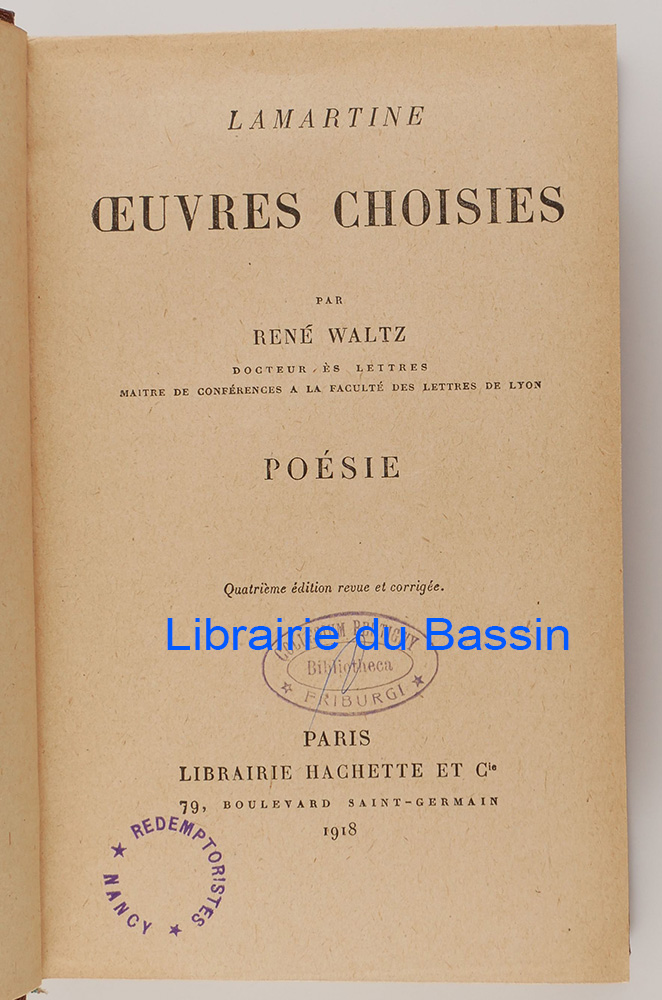 LAMARTINE
ŒUVRES CHOISIES
PAR
RENÉ WALTZ
DOCTEUR ÈS LETTRES
MAITRE DE CONFÉRENCES A LA FACULTÉ DES LETTRES DE LYON
POÉSIE
Quatrième édition revue et corrigée.
Librairie du Bassin
COLLEGIUM BERTIGNY
Bibliotheca
★ FRIBURGI ★
PARIS
LIBRAIRIE HACHETTE ET Cie
79, BOULEVARD SAINT-GERMAIN
1918
★ REDEMPTORISTES ★
NANCY